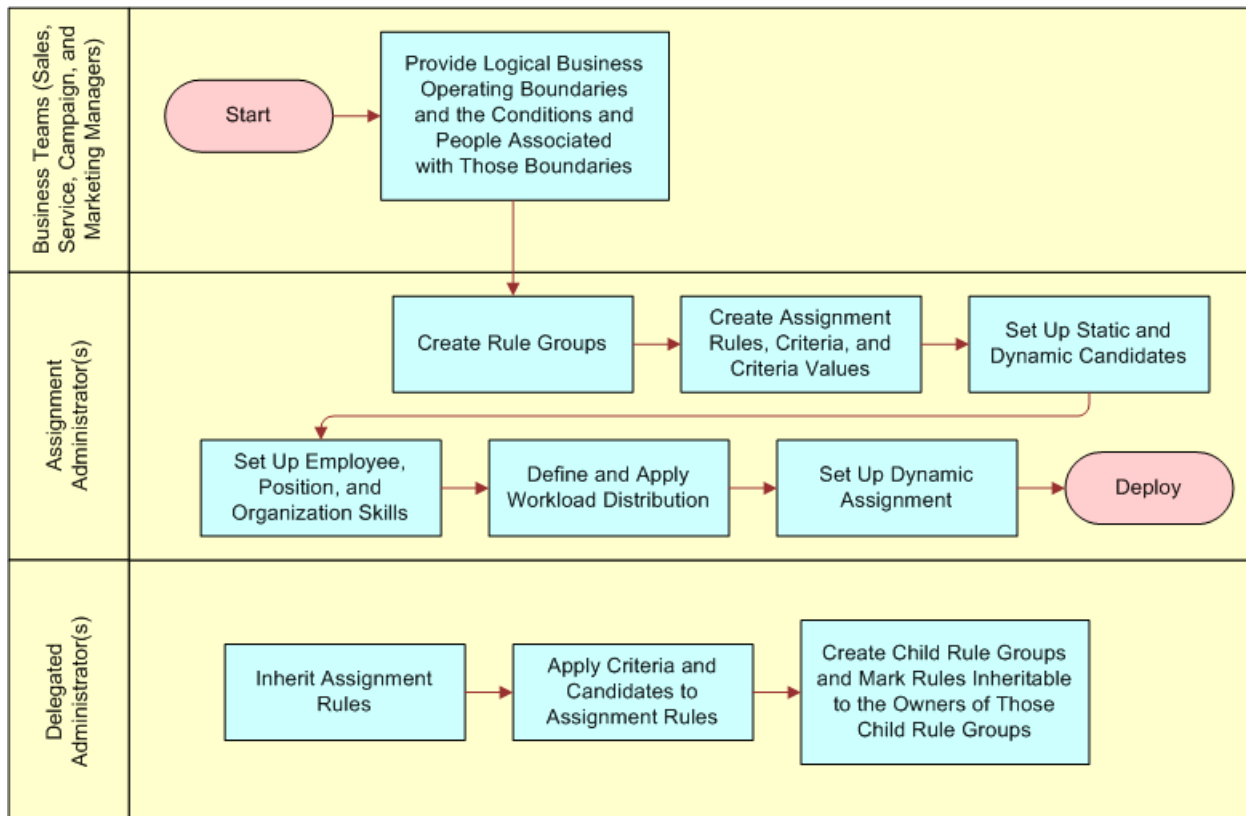 Business Teams (Sales,
Service, Campaign, and
Marketing Managers)
Start
Provide Logical Business
Operating Boundaries
and the Conditions and
People Associated
with Those Boundaries
Assignment
Administrator(s)
Create Rule Groups
Create Assignment
Rules, Criteria, and
Criteria Values
Set Up Static and
Dynamic Candidates
Set Up Employee,
Position, and
Organization Skills
Define and Apply
Workload Distribution
Set Up Dynamic
Assignment
Deploy
Delegated
Administrator(s)
Inherit Assignment
Rules
Apply Criteria and
Candidates to
Assignment Rules
Create Child Rule Groups
and Mark Rules Inheritable
to the Owners of Those
Child Rule Groups